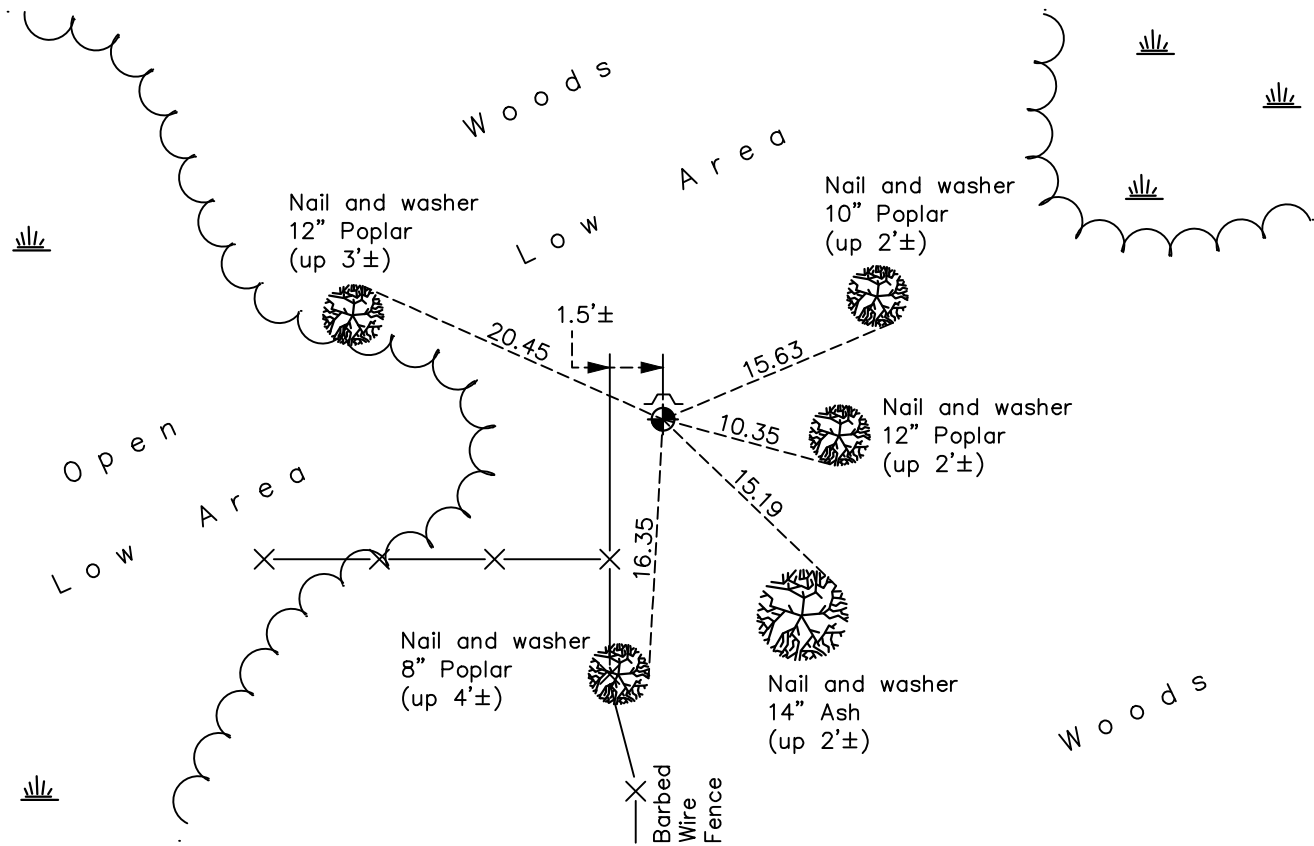 Woods
Low Area
Nail and washer
12” Poplar
(up 3'±)
Nail and washer
10” Poplar
(up 2'±)
1.5'±
20.45
15.63
Nail and washer
12” Poplar
(up 2'±)
10.35
15.19
16.35
Open
Low Area
Nail and washer
8” Poplar
(up 4'±)
Nail and washer
14” Ash
(up 2'±)
Woods
Barbed
Wire
Fence